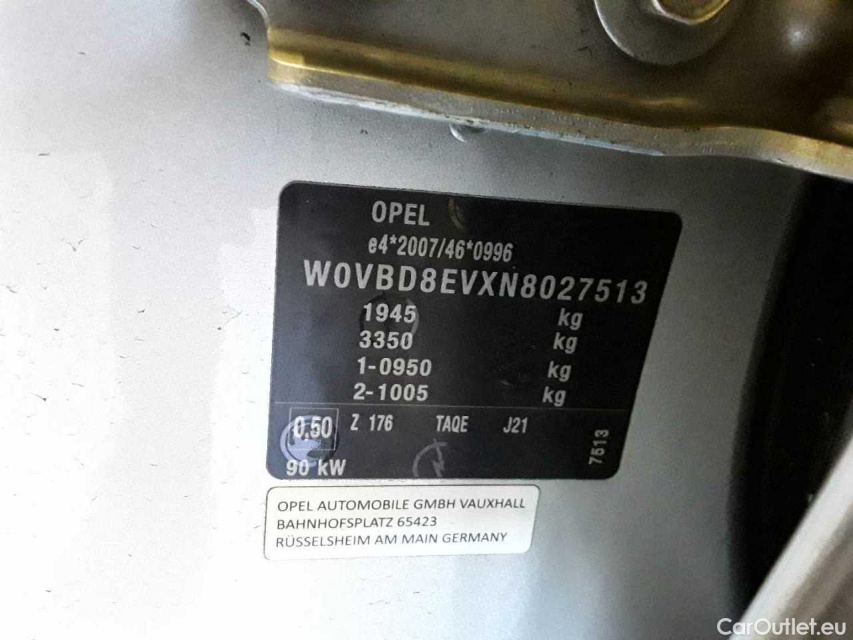 OPEL
e4*2007/46*0996
W0VBD8EVXN8027513
1945 kg
3350 kg
1-0950 kg
2-1005 kg
0,50 Z 176 TAQE J21
90 kW
7513
OPEL AUTOMOBILE GMBH VAUXHALL
BAHNHOFSPLATZ 65423
RÜSSELSHEIM AM MAIN GERMANY
CarOutlet.eu